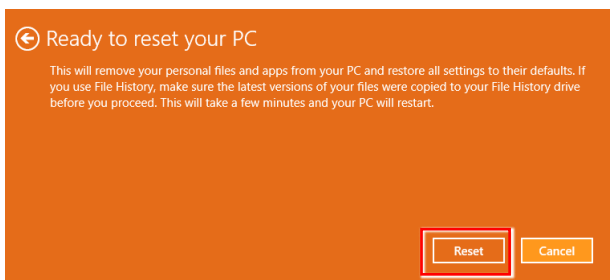 Ready to reset your PC
This will remove your personal files and apps from your PC and restore all settings to their defaults. If
you use File History, make sure the latest versions of your files were copied to your File History drive
before you proceed. This will take a few minutes and your PC will restart.
Reset Cancel